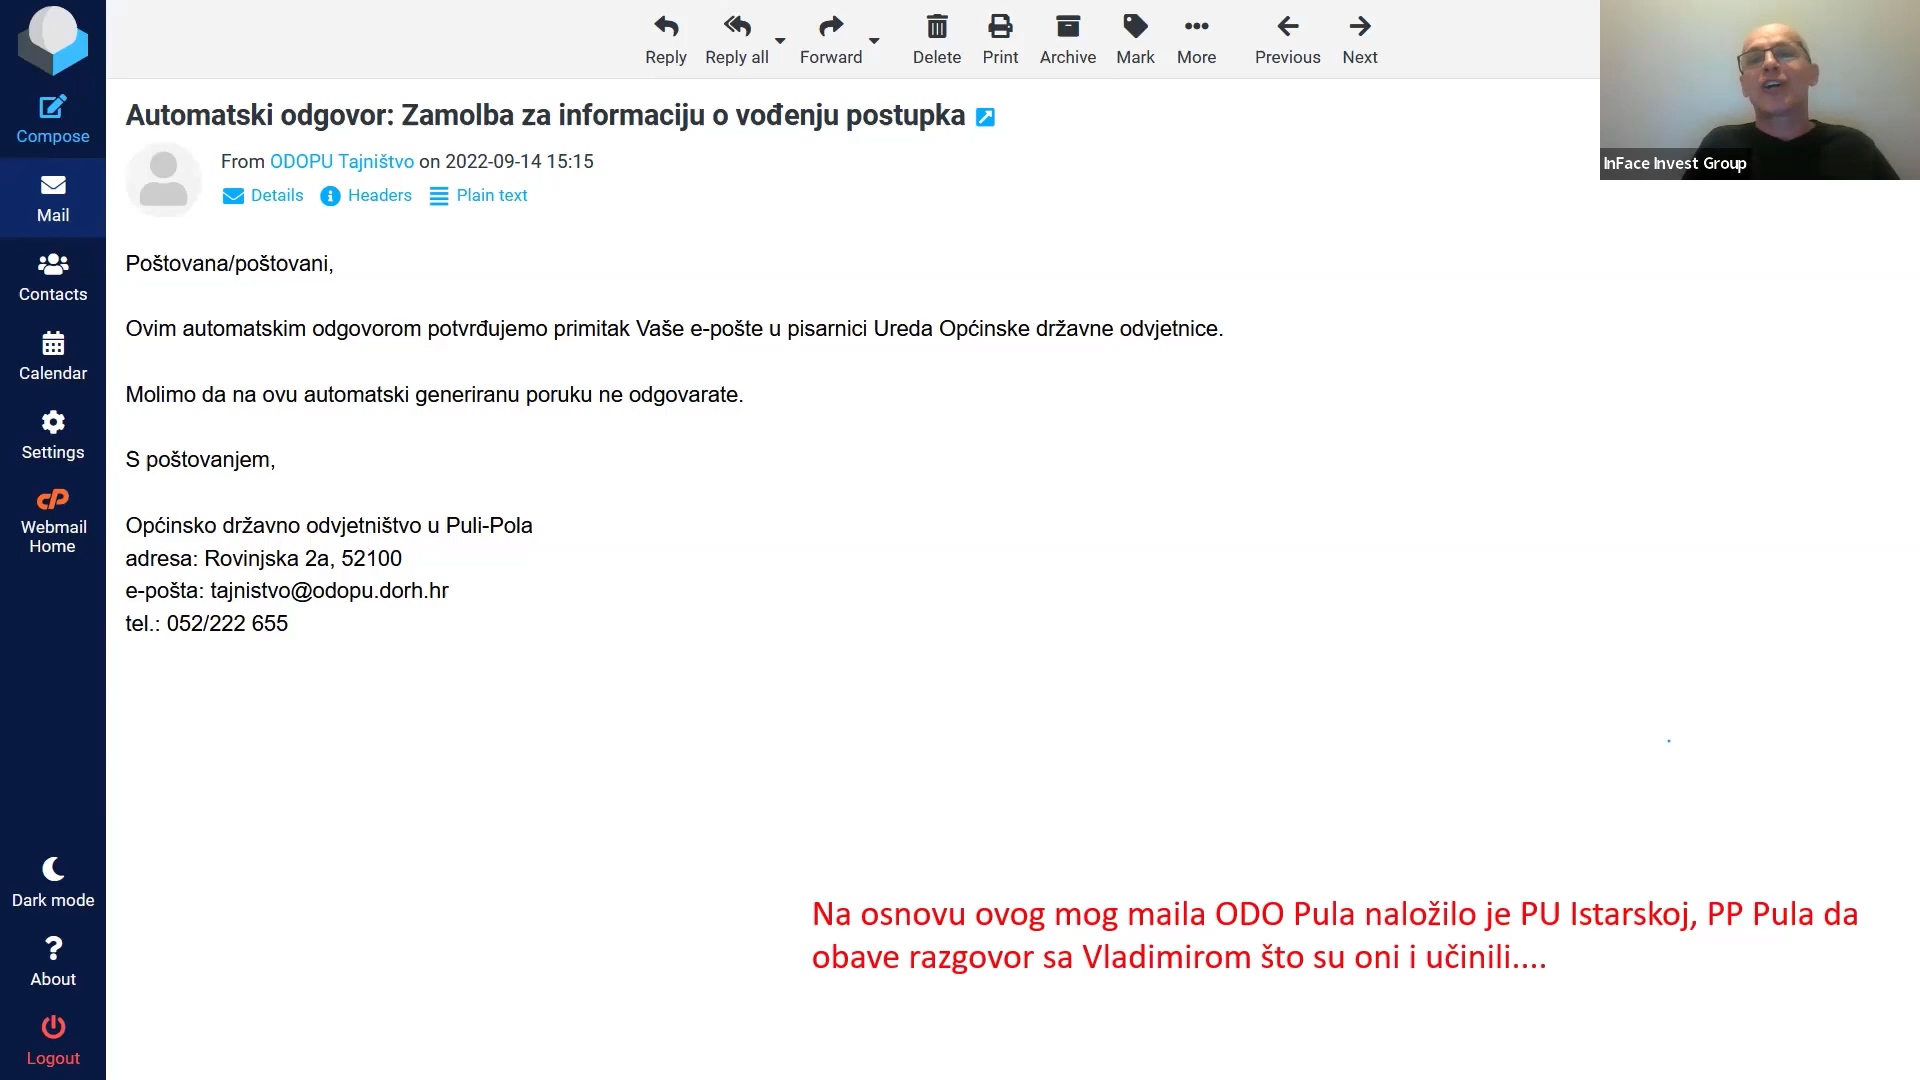 Reply
Reply all
Forward
Delete
Print
Archive
Mark
More
Previous
Next
Compose
Mail
Contacts
Calendar
Settings
cP
Webmail
Home
Dark mode
About
Logout
Automatski odgovor: Zamolba za informaciju o vođenju postupka
From ODOPU Tajništvo on 2022-09-14 15:15
Details Headers Plain text
Poštovana/poštovani,
Ovim automatskim odgovorom potvrđujemo primitak Vaše e-pošte u pisarnici Ureda Općinske državne odvjetnice.
Molimo da na ovu automatski generiranu poruku ne odgovarate.
S poštovanjem,
Općinsko državno odvjetništvo u Puli-Pola
adresa: Rovinjska 2a, 52100
e-pošta: tajnistvo@odopu.dorh.hr
tel.: 052/222 655
InFace Invest Group
Na osnovu ovog mog maila ODO Pula naložilo je PU Istarskoj, PP Pula da
obave razgovor sa Vladimirom što su oni i učinili....